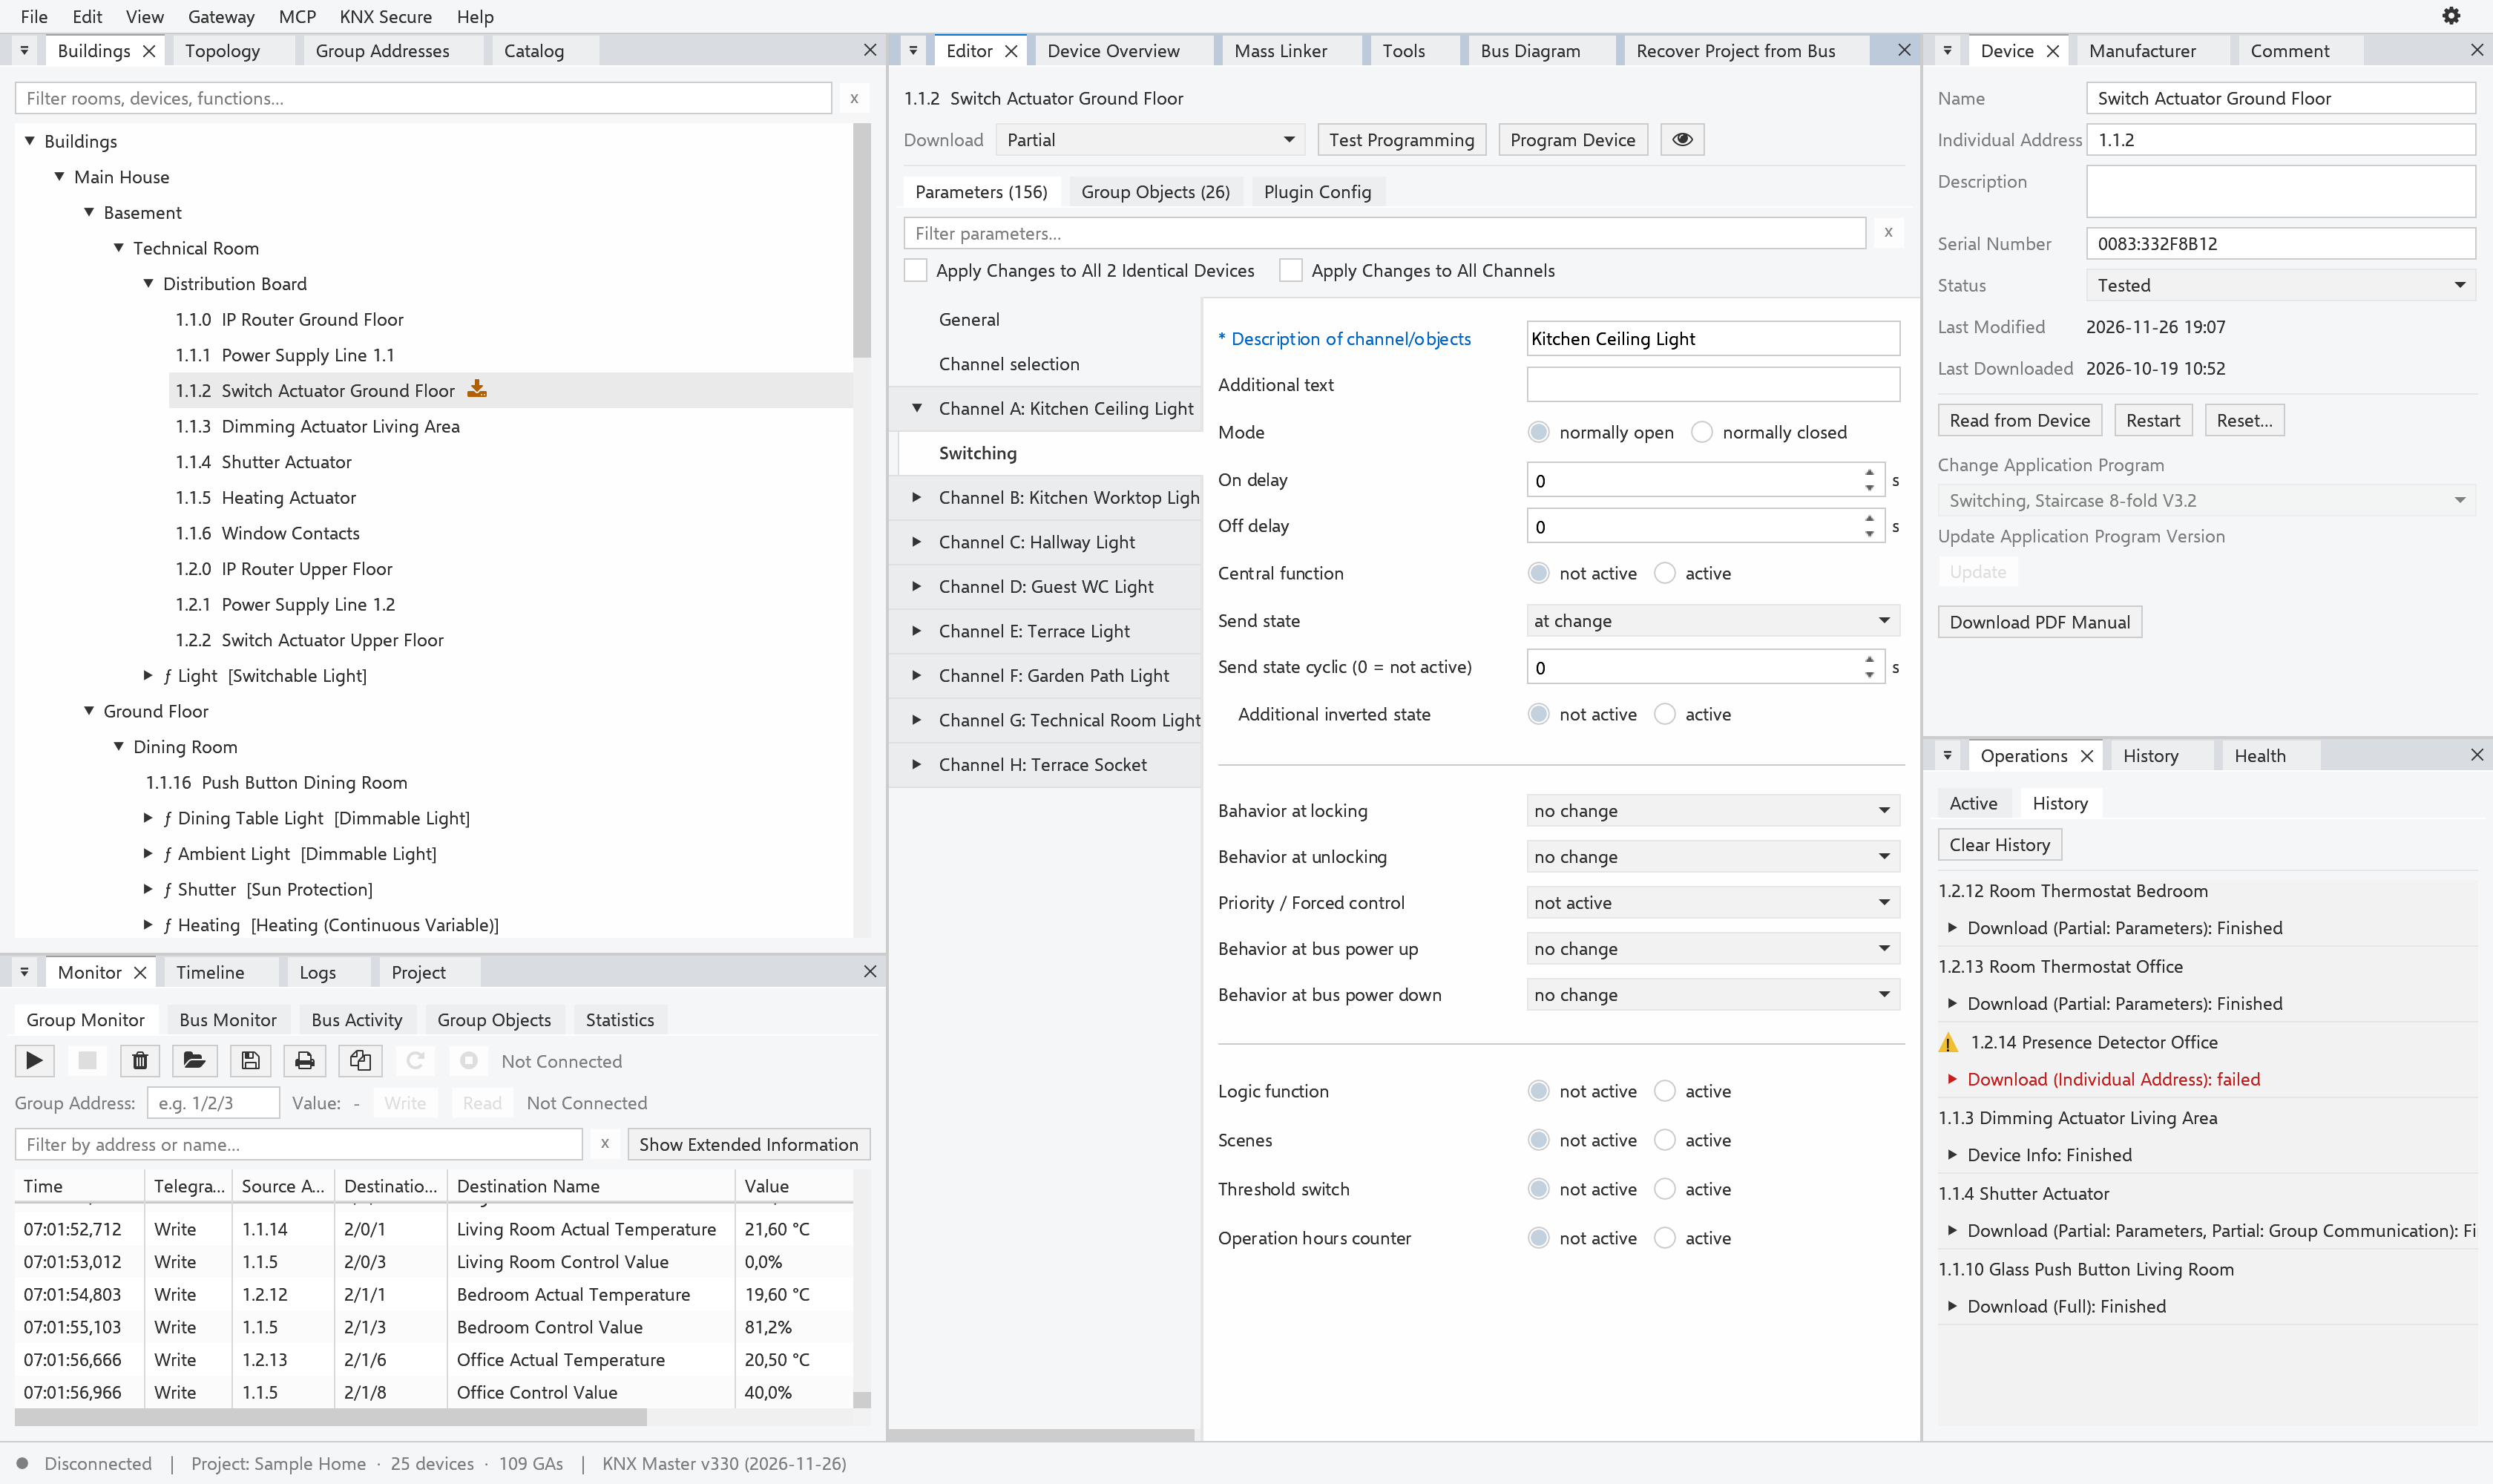 File Edit View Gateway MCP KNX Secure Help
Buildings Topology Group Addresses Catalog
Filter rooms, devices, functions... x
Buildings
Main House
Basement
Technical Room
Distribution Board
1.1.0 IP Router Ground Floor
1.1.1 Power Supply Line 1.1
1.1.2 Switch Actuator Ground Floor
1.1.3 Dimming Actuator Living Area
1.1.4 Shutter Actuator
1.1.5 Heating Actuator
1.1.6 Window Contacts
1.2.0 IP Router Upper Floor
1.2.1 Power Supply Line 1.2
1.2.2 Switch Actuator Upper Floor
f Light [Switchable Light]
Ground Floor
Dining Room
1.1.16 Push Button Dining Room
f Dining Table Light [Dimmable Light]
f Ambient Light [Dimmable Light]
f Shutter [Sun Protection]
f Heating [Heating (Continuous Variable)]
Monitor Timeline Logs Project
Group Monitor Bus Monitor Bus Activity Group Objects Statistics
Not Connected
Group Address: e.g. 1/2/3 Value: - Write Read Not Connected
Filter by address or name... x Show Extended Information
Time Telegra... Source A... Destinatio... Destination Name Value
07:01:52,712 Write 1.1.14 2/0/1 Living Room Actual Temperature 21,60 °C
07:01:53,012 Write 1.1.5 2/0/3 Living Room Control Value 0,0%
07:01:54,803 Write 1.2.12 2/1/1 Bedroom Actual Temperature 19,60 °C
07:01:55,103 Write 1.1.5 2/1/3 Bedroom Control Value 81,2%
07:01:56,666 Write 1.2.13 2/1/6 Office Actual Temperature 20,50 °C
07:01:56,966 Write 1.1.5 2/1/8 Office Control Value 40,0%
Editor Device Overview Mass Linker Tools Bus Diagram Recover Project from Bus
1.1.2 Switch Actuator Ground Floor
Download Partial Test Programming Program Device
Parameters (156) Group Objects (26) Plugin Config
Filter parameters... x
Apply Changes to All 2 Identical Devices Apply Changes to All Channels
General
Channel selection
Channel A: Kitchen Ceiling Light
Switching
Channel B: Kitchen Worktop Ligh
Channel C: Hallway Light
Channel D: Guest WC Light
Channel E: Terrace Light
Channel F: Garden Path Light
Channel G: Technical Room Light
Channel H: Terrace Socket
* Description of channel/objects Kitchen Ceiling Light
Additional text
Mode normally open normally closed
On delay 0 s
Off delay 0 s
Central function not active active
Send state at change
Send state cyclic (0 = not active) 0 s
Additional inverted state not active active
Bahavior at locking no change
Behavior at unlocking no change
Priority / Forced control not active
Behavior at bus power up no change
Behavior at bus power down no change
Logic function not active active
Scenes not active active
Threshold switch not active active
Operation hours counter not active active
Device Manufacturer Comment
Name Switch Actuator Ground Floor
Individual Address 1.1.2
Description
Serial Number 0083:332F8B12
Status Tested
Last Modified 2026-11-26 19:07
Last Downloaded 2026-10-19 10:52
Read from Device Restart Reset...
Change Application Program
Switching, Staircase 8-fold V3.2
Update Application Program Version
Update
Download PDF Manual
Operations History Health
Active History
Clear History
1.2.12 Room Thermostat Bedroom
Download (Partial: Parameters): Finished
1.2.13 Room Thermostat Office
Download (Partial: Parameters): Finished
1.2.14 Presence Detector Office
Download (Individual Address): failed
1.1.3 Dimming Actuator Living Area
Device Info: Finished
1.1.4 Shutter Actuator
Download (Partial: Parameters, Partial: Group Communication): Fi
1.1.10 Glass Push Button Living Room
Download (Full): Finished
Disconnected | Project: Sample Home · 25 devices · 109 GAs | KNX Master v330 (2026-11-26)